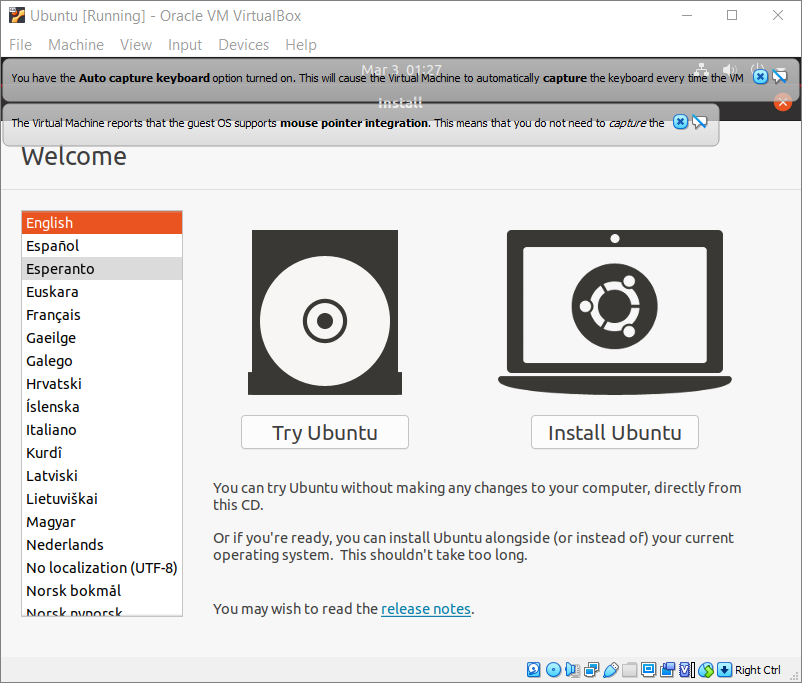 Ubuntu [Running] - Oracle VM VirtualBox
File Machine View Input Devices Help
Mar 3 01:27
You have the Auto capture keyboard option turned on. This will cause the Virtual Machine to automatically capture the keyboard every time the VM
Install
The Virtual Machine reports that the guest OS supports mouse pointer integration. This means that you do not need to capture the
Welcome
English
Español
Esperanto
Euskara
Français
Gaeilge
Galego
Hrvatski
Íslenska
Italiano
Kurdî
Latviski
Lietuviškai
Magyar
Nederlands
No localization (UTF-8)
Norsk bokmål
Norsk nynorsk
Try Ubuntu
Install Ubuntu
You can try Ubuntu without making any changes to your computer, directly from
this CD.
Or if you're ready, you can install Ubuntu alongside (or instead of) your current
operating system. This shouldn't take too long.
You may wish to read the release notes.
Right Ctrl